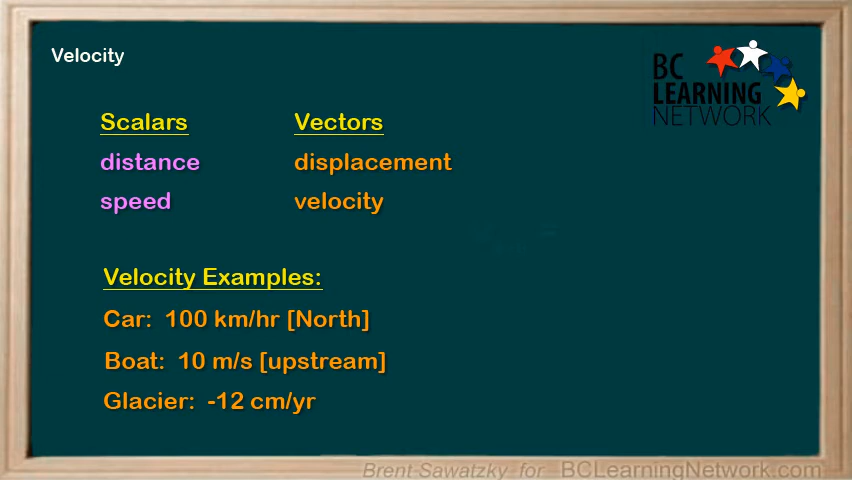 Velocity
BC
LEARNING
NETWORK
Scalars Vectors
distance displacement
speed velocity
Velocity Examples:
Car: 100 km/hr [North]
Boat: 10 m/s [upstream]
Glacier: -12 cm/yr
Brent Sawatzky for BCLearningNetwork.com